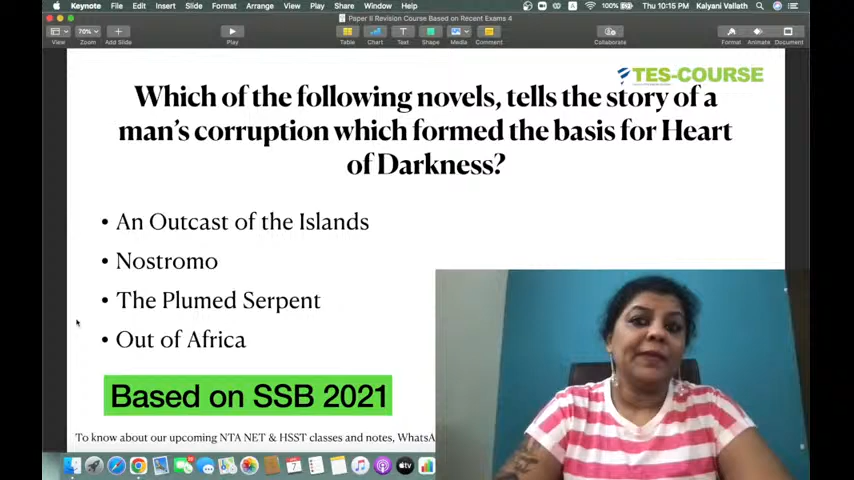 Keynote File Edit Insert Slide Format Arrange View Play Share Window Help 100% Thu 10:15 PM Kalyani Vallath
Paper II Revision Course Based on Recent Exams 4
70%
View Zoom Add Slide Play Table Chart Text Shape Media Comment Collaborate Format Animate Document
TES-COURSE
Which of the following novels, tells the story of a
man's corruption which formed the basis for Heart
of Darkness?
• An Outcast of the Islands
• Nostromo
• The Plumed Serpent
• Out of Africa
Based on SSB 2021
To know about our upcoming NTA NET & HSST classes and notes, WhatsA
7
tv